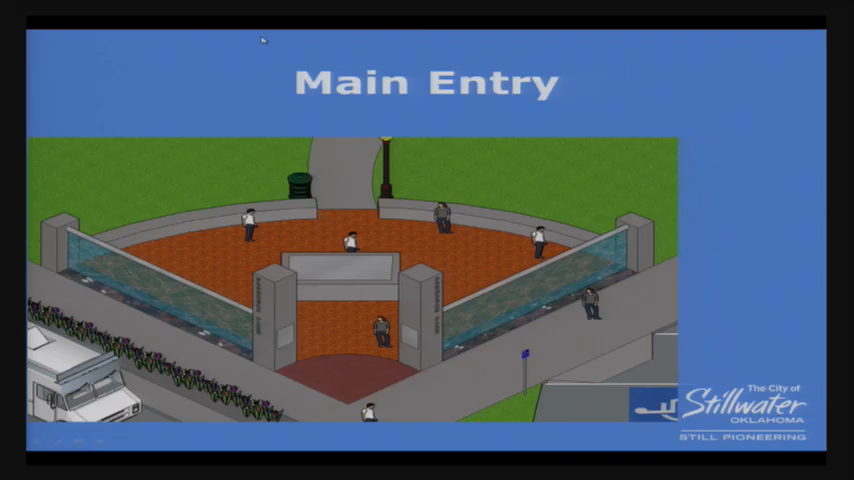 Main Entry
The City of
Stillwater
OKLAHOMA
STILL PIONEERING